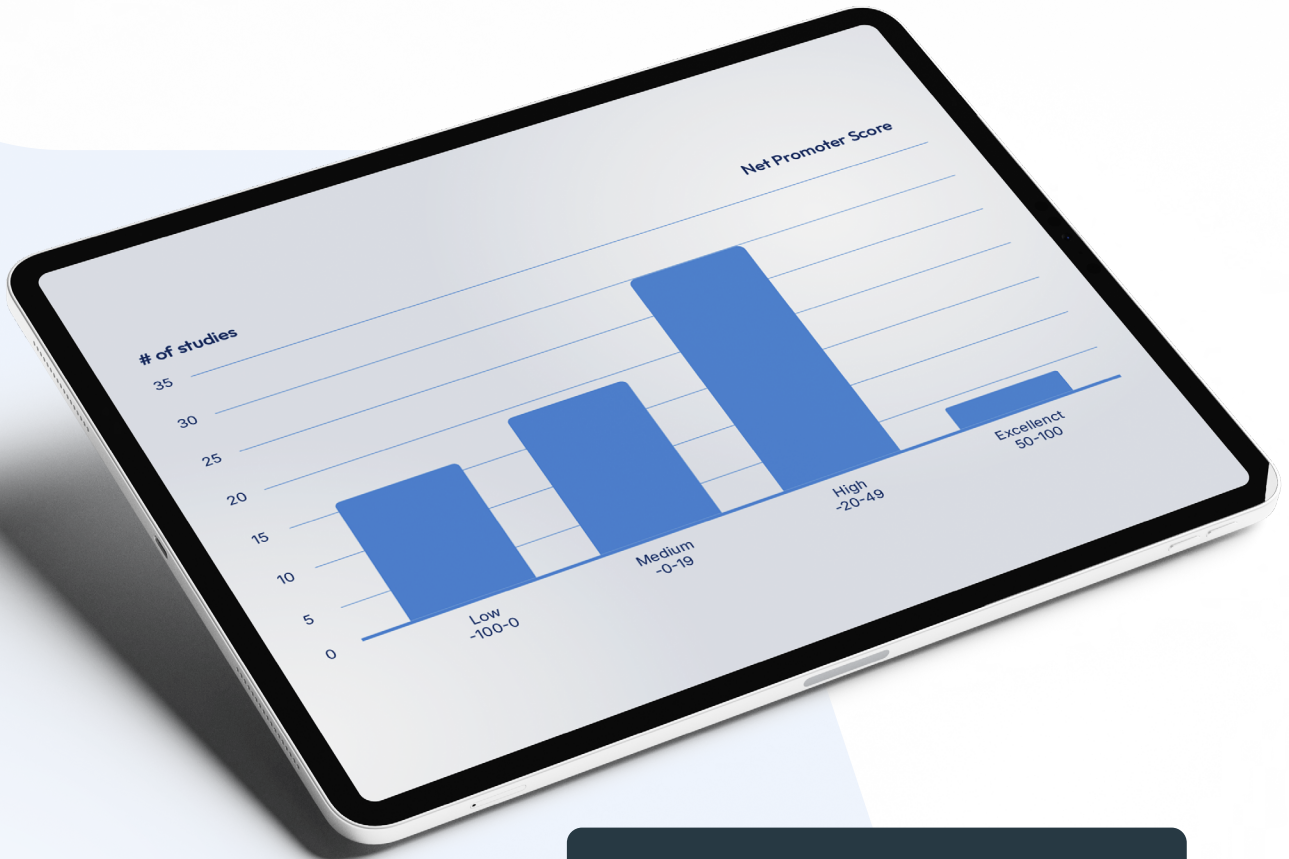 Net Promoter Score
# of studies
35
30
25
20
15
10
5
0
Low
-100-0
Medium
-0-19
High
-20-49
Excellenct
50-100